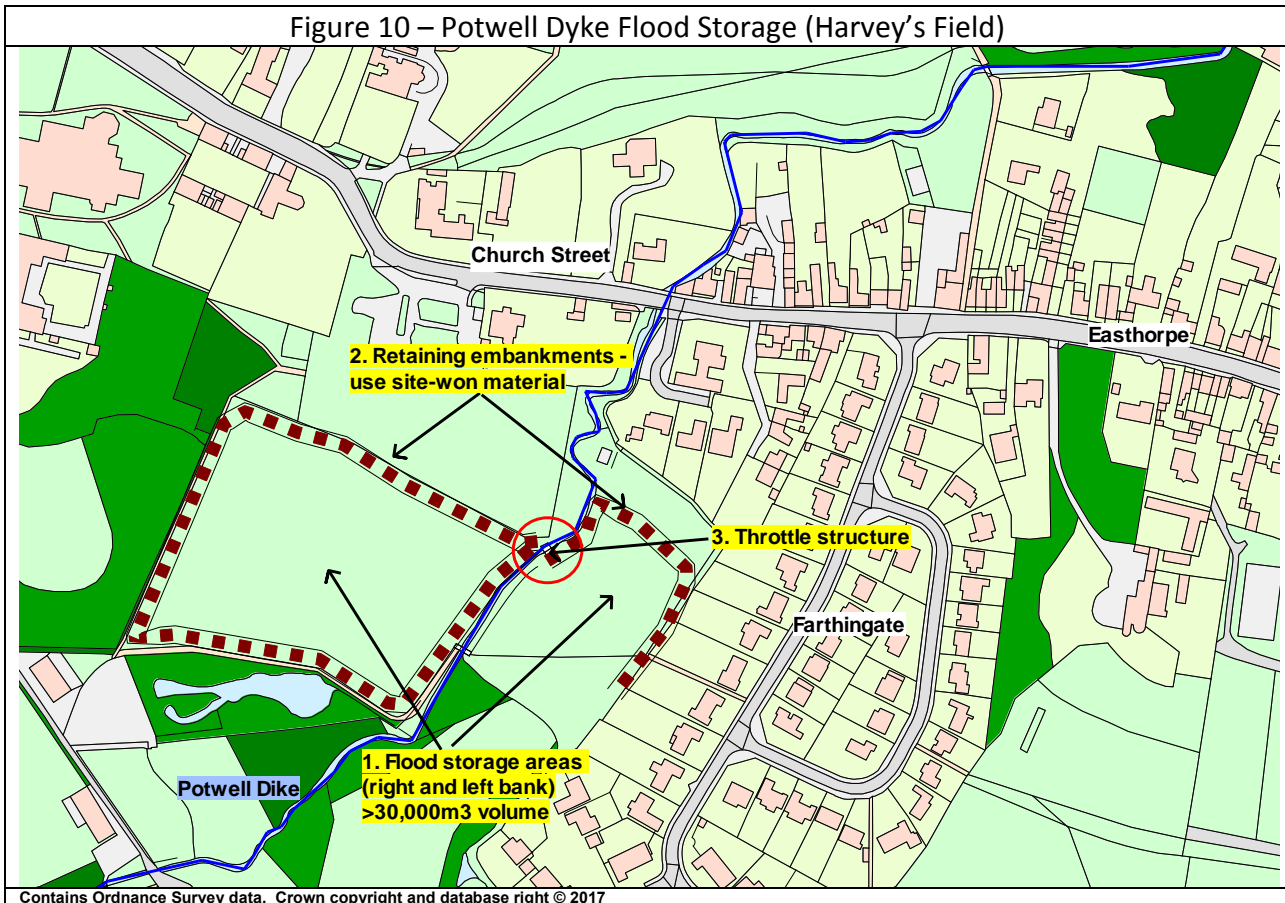 Figure 10 – Potwell Dyke Flood Storage (Harvey's Field)
Church Street
Easthorpe
2. Retaining embankments -
use site-won material
3. Throttle structure
Farthingate
1. Flood storage areas
(right and left bank)
>30,000m3 volume
Potwell Dike
Contains Ordnance Survey data. Crown copyright and database right © 2017